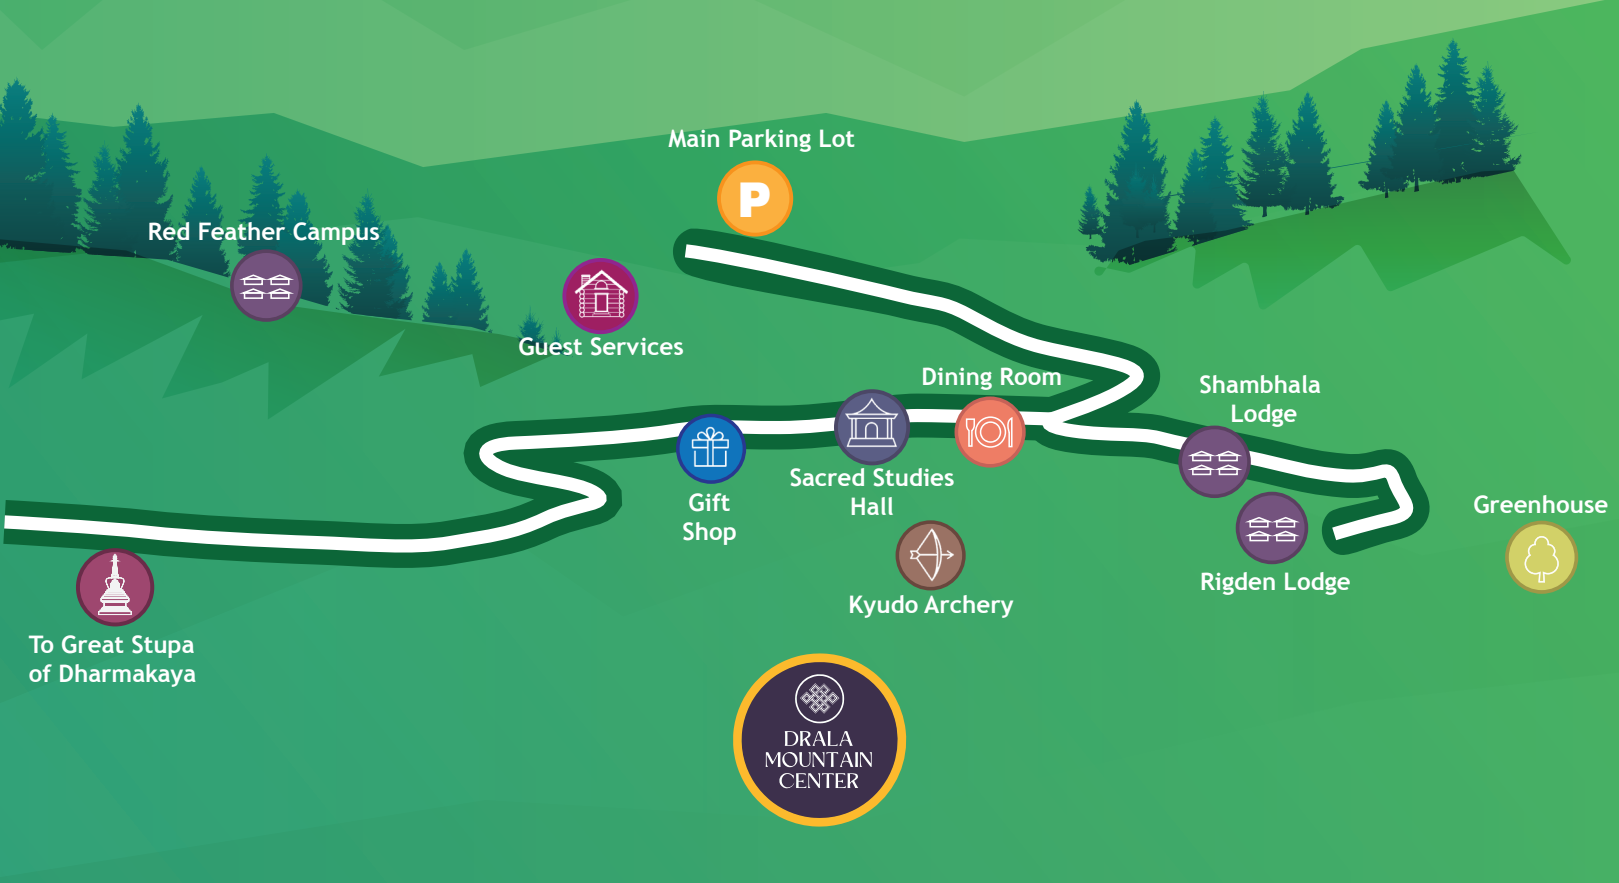 Main Parking Lot
P
Red Feather Campus
Guest Services
Dining Room
Shambhala
Lodge
Sacred Studies
Hall
Gift
Shop
Greenhouse
Rigden Lodge
Kyudo Archery
To Great Stupa
of Dharmakaya
DRALA
MOUNTAIN
CENTER